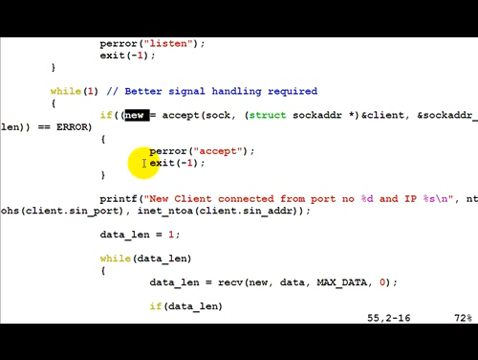 perror("listen");
exit(-1);
}
while(1) // Better signal handling required
{
if((new = accept(sock, (struct sockaddr *)&client, &sockaddr_
len)) == ERROR)
{
perror("accept");
exit(-1);
}
printf("New Client connected from port no %d and IP %s\n", nt
ohs(client.sin_port), inet_ntoa(client.sin_addr));
data_len = 1;
while(data_len)
{
data_len = recv(new, data, MAX_DATA, 0);
if(data_len)
55,2-16 72%